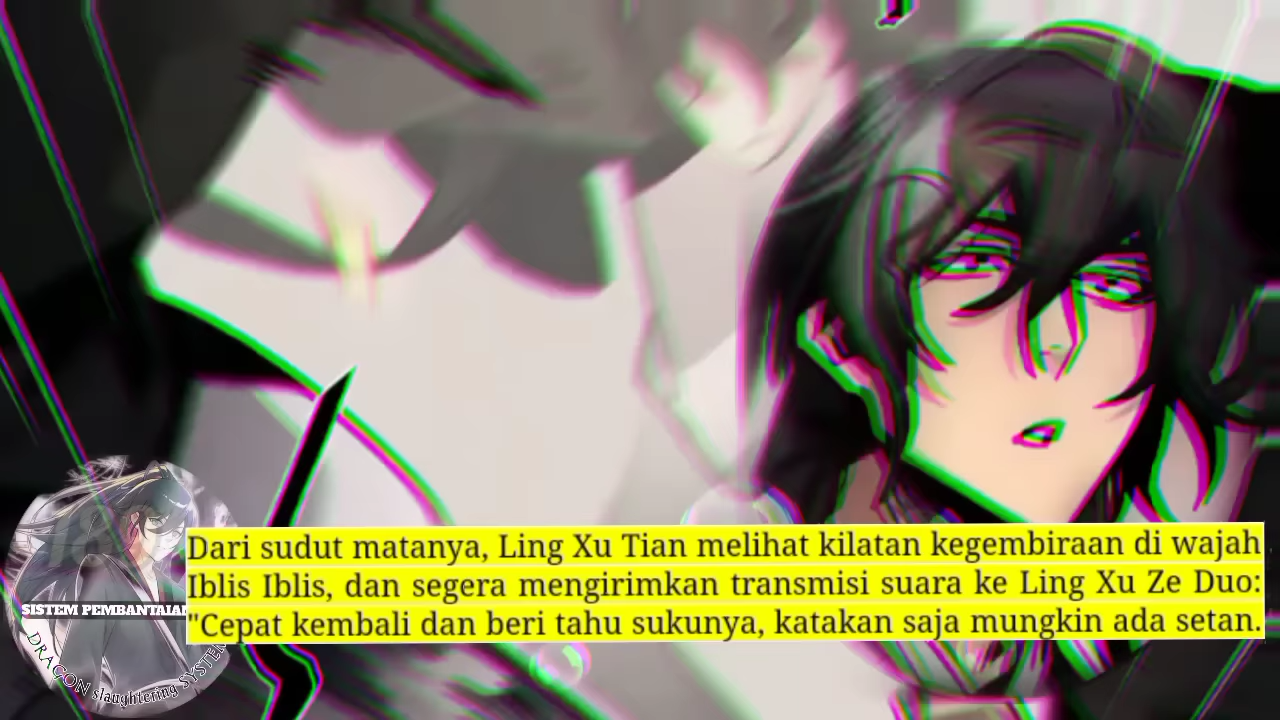 Dari sudut matanya, Ling Xu Tian melihat kilatan kegembiraan di wajah
Iblis Iblis, dan segera mengirimkan transmisi suara ke Ling Xu Ze Duo:
"Cepat kembali dan beri tahu sukunya, katakan saja mungkin ada setan.
SISTEM PEMBANTAIAN
DRAGON slaughtering SYSTEM